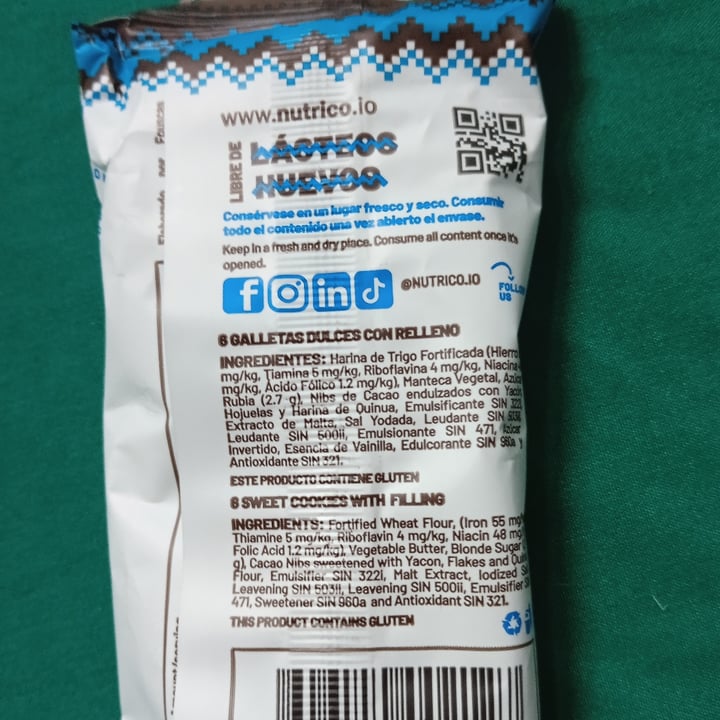 www.nutrico.io
LIBRE DE
LÁCTEOS
HUEVOS
Consérvese en un lugar fresco y seco. Consumir
todo el contenido una vez abierto el envase.
Keep in a fresh and dry place. Consume all content once it's
opened.
@NUTRICO.IO
FOLLOW
US
6 GALLETAS DULCES CON RELLENO
INGREDIENTES: Harina de Trigo Fortificada (Hierro
mg/kg, Tiamina 5 mg/kg, Riboflavina 4 mg/kg, Niacina
mg/kg, Ácido Fólico 1.2 mg/kg), Manteca Vegetal, Azúcar
Rubia (2.7 g), Nibs de Cacao endulzados con Yacón,
Hojuelas y Harina de Quinua, Emulsificante SIN 322i,
Extracto de Malta, Sal Yodada, Leudante SIN 503ii,
Leudante SIN 500ii, Emulsionante SIN 471, Azúcar
Invertido, Esencia de Vainilla, Edulcorante SIN 960a y
Antioxidante SIN 321.
ESTE PRODUCTO CONTIENE GLUTEN
6 SWEET COOKIES WITH FILLING
INGREDIENTS: Fortified Wheat Flour, (Iron 55 mg/
Thiamine 5 mg/kg, Riboflavin 4 mg/kg, Niacin 48 mg/
Folic Acid 1.2 mg/kg), Vegetable Butter, Blonde Sugar
g), Cacao Nibs sweetened with Yacon, Flakes and
Flour, Emulsifier SIN 322i, Malt Extract, Iodized
Leavening SIN 503ii, Leavening SIN 500ii, Emulsifier
471, Sweetener SIN 960a and Antioxidant SIN 321.
THIS PRODUCT CONTAINS GLUTEN
Elaborado por
Amount/serving